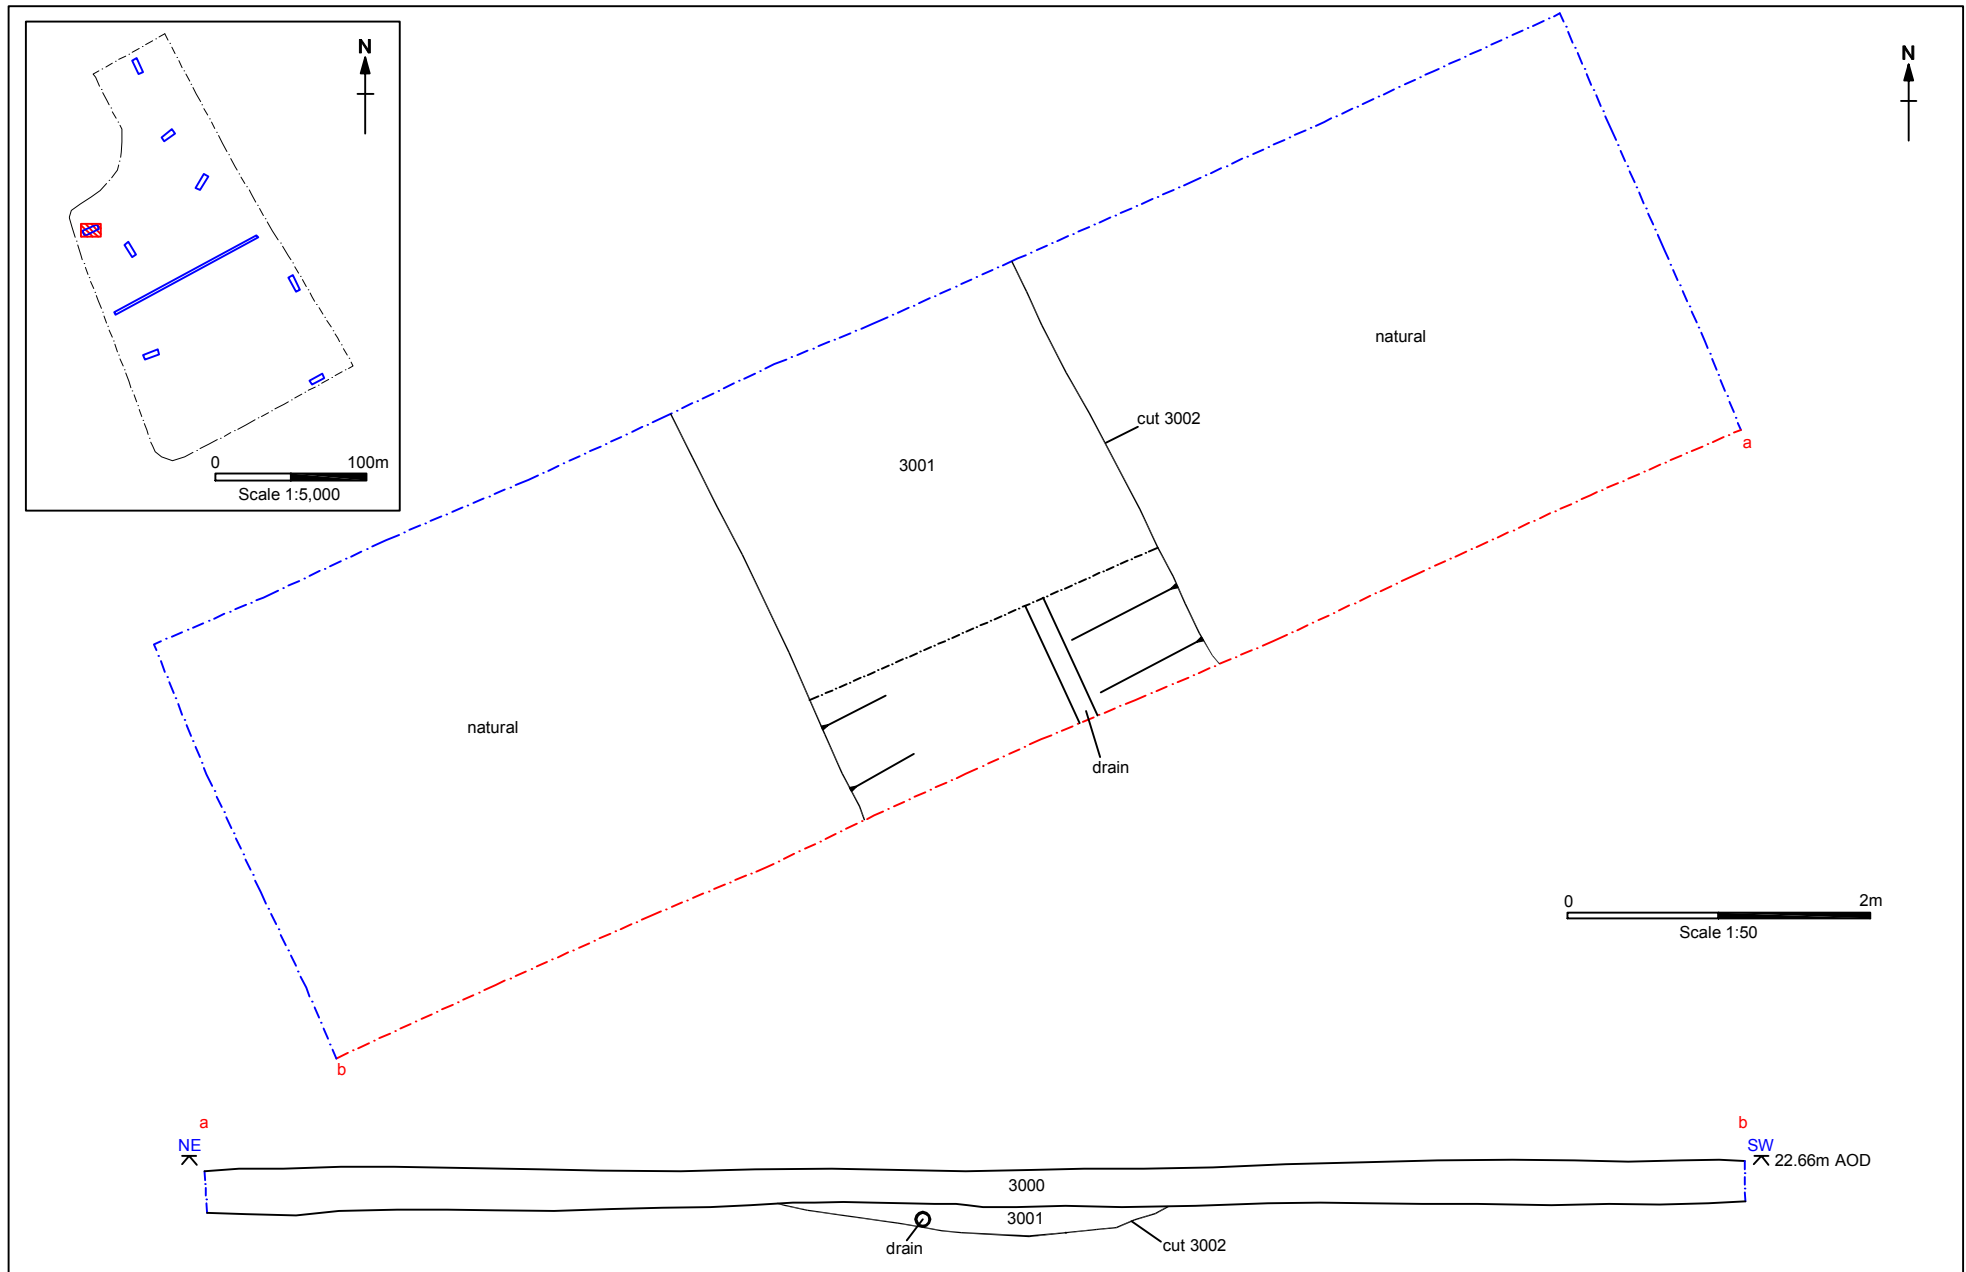 N
0 100m
Scale 1:5,000
N
natural
cut 3002
a
3001
natural
drain
0 2m
Scale 1:50
b
a b
NE SW
22.66m AOD
3000
3001
drain
cut 3002